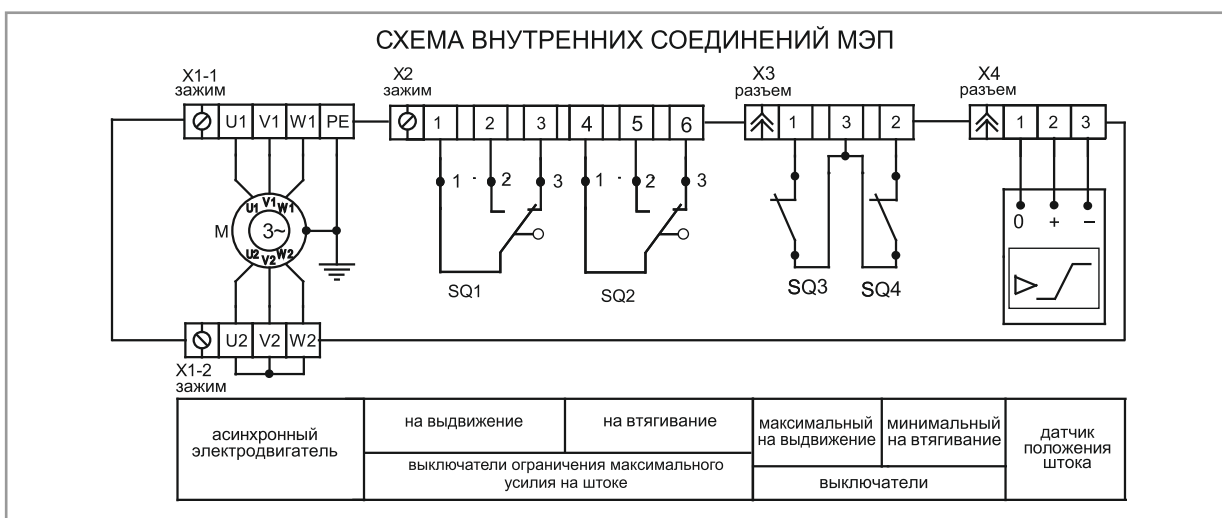 СХЕМА ВНУТРЕННИХ СОЕДИНЕНИЙ МЭП
X1-1
зажим
X2
зажим
X3
разъем
X4
разъем
U1 V1 W1 PE
1 2 3 4 5 6
1 3 2
1 2 3
1 2 3 1 2 3
U1 V1 W1
M 3~
U2 V2 W2
0 + –
SQ1
SQ2
SQ3
SQ4
U2 V2 W2
X1-2
зажим
асинхронный
электродвигатель
на выдвижение
на втягивание
выключатели ограничения максимального
усилия на штоке
максимальный
на выдвижение
минимальный
на втягивание
выключатели
датчик
положения
штока